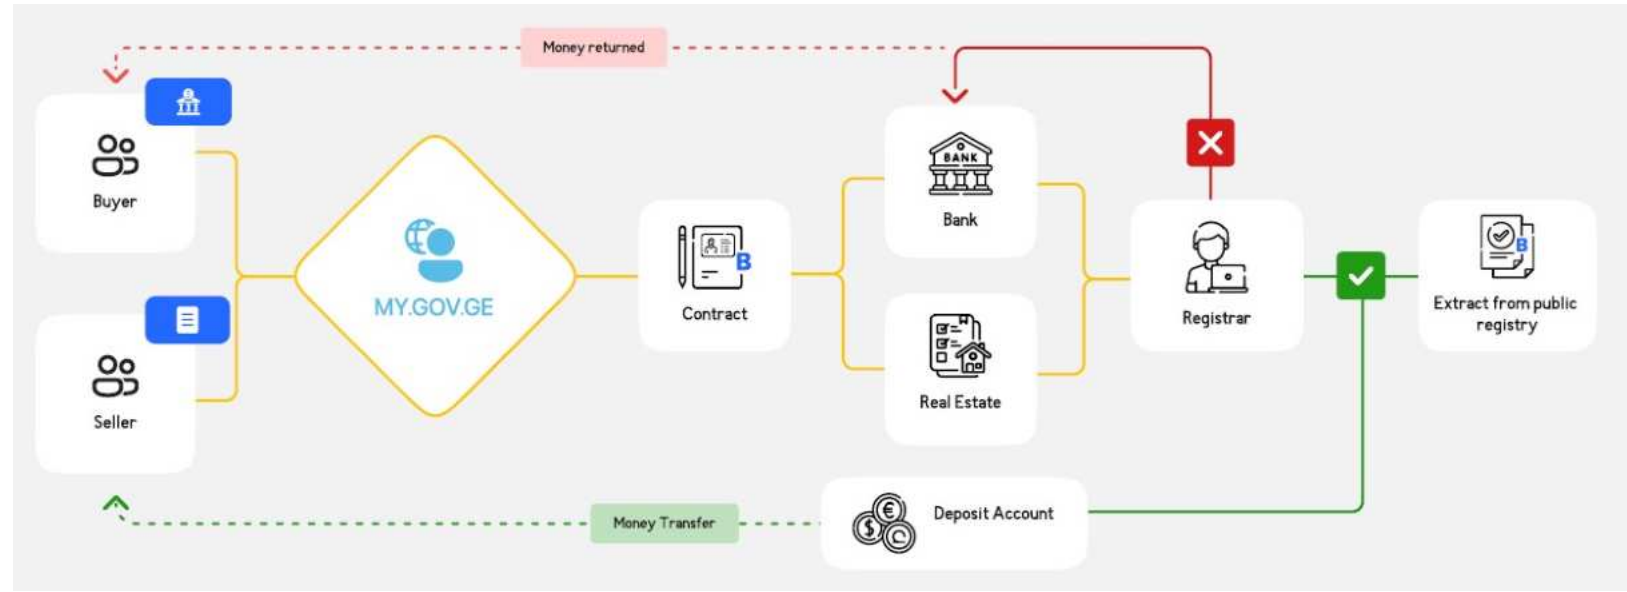 Money returned
Buyer
MY.GOV.GE
B
Contract
BANK
Bank
Registrar
B
Extract from public
registry
Real Estate
Seller
Money Transfer
€
$
Deposit Account